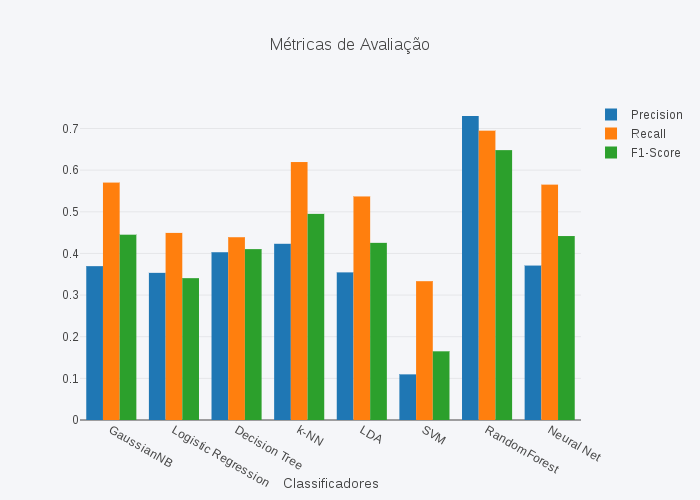 Métricas de Avaliação
Precision
Recall
F1-Score
0.7
0.6
0.5
0.4
0.3
0.2
0.1
0
GaussianNB
Logistic Regression
Decision Tree
k-NN
LDA
SVM
RandomForest
Neural Net
Classificadores